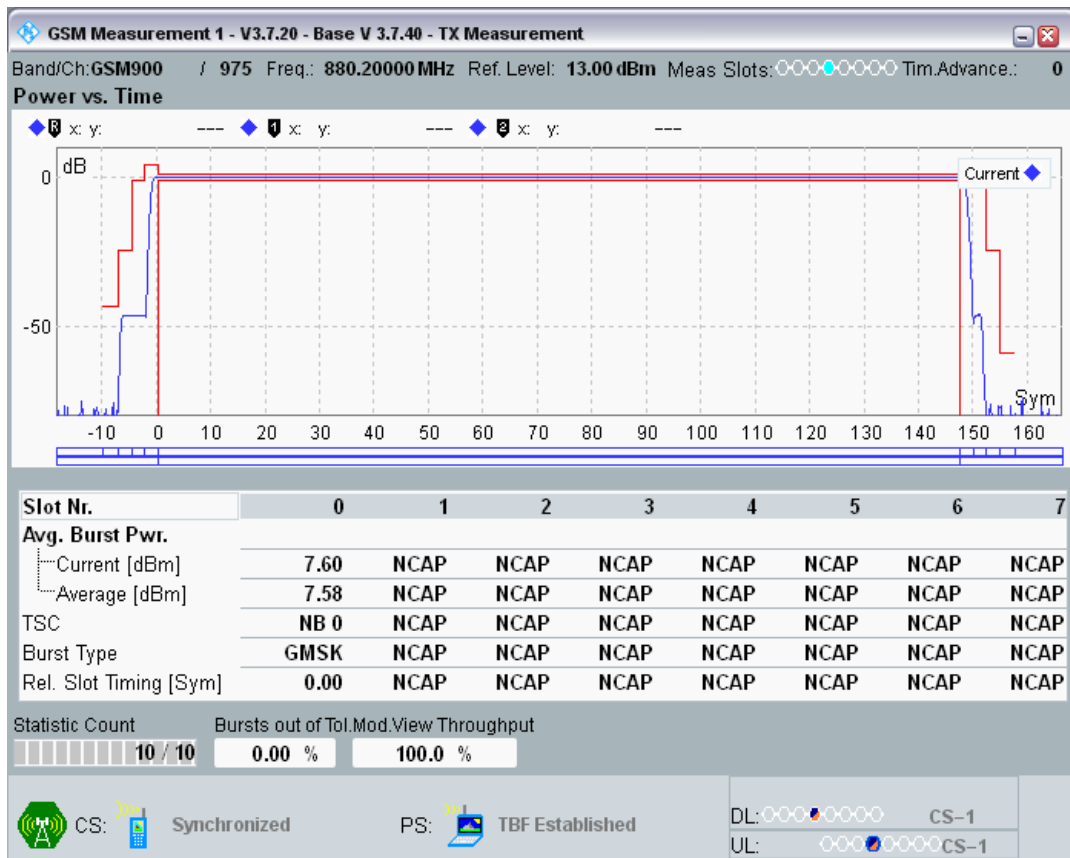 GSM Measurement 1 - V3.7.20 - Base V 3.7.40 - TX Measurement
Band/Ch:GSM900 / 975 Freq.: 880.20000 MHz Ref. Level: 13.00 dBm Meas Slots: Tim.Advance.: 0
Power vs. Time
R x: y: --- 1 x: y: --- 2 x: y: ---
dB
Current
0
-50
Sym
-10 0 10 20 30 40 50 60 70 80 90 100 110 120 130 140 150 160
Slot Nr. 0 1 2 3 4 5 6 7
Avg. Burst Pwr.
Current [dBm] 7.60 NCAP NCAP NCAP NCAP NCAP NCAP NCAP
Average [dBm] 7.58 NCAP NCAP NCAP NCAP NCAP NCAP NCAP
TSC NB 0 NCAP NCAP NCAP NCAP NCAP NCAP NCAP
Burst Type GMSK NCAP NCAP NCAP NCAP NCAP NCAP NCAP
Rel. Slot Timing [Sym] 0.00 NCAP NCAP NCAP NCAP NCAP NCAP NCAP
Statistic Count Bursts out of Tol. Mod.View Throughput
10 / 10 0.00 % 100.0 %
CS: Synchronized PS: TBF Established DL: CS-1
UL: CS-1